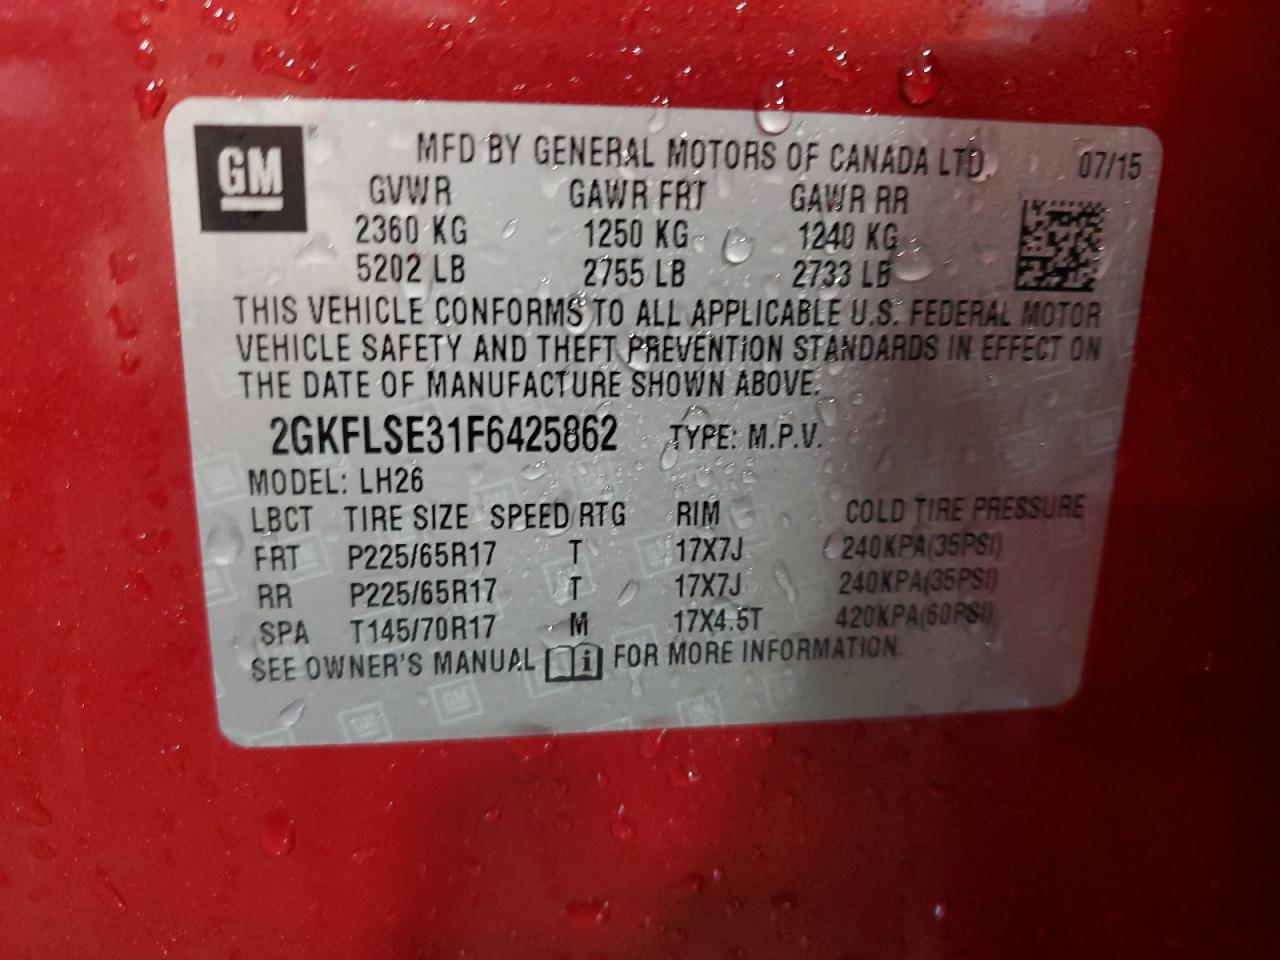 GM ® MFD BY GENERAL MOTORS OF CANADA LTD. 07/15
GVWR GAWR FRT GAWR RR
2360 KG 1250 KG 1240 KG
5202 LB 2755 LB 2733 LB
THIS VEHICLE CONFORMS TO ALL APPLICABLE U.S. FEDERAL MOTOR
VEHICLE SAFETY AND THEFT PREVENTION STANDARDS IN EFFECT ON
THE DATE OF MANUFACTURE SHOWN ABOVE.
2GKFLSE31F6425862 TYPE: M.P.V.
MODEL: LH26
LBCT TIRE SIZE SPEED RTG RIM COLD TIRE PRESSURE
FRT P225/65R17 T 17X7J 240KPA(35PSI)
RR P225/65R17 T 17X7J 240KPA(35PSI)
SPA T145/70R17 M 17X4.5T 420KPA(60PSI)
SEE OWNER'S MANUAL i FOR MORE INFORMATION.